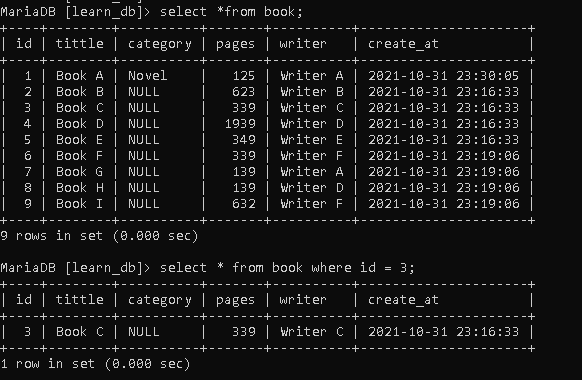 MariaDB [learn_db]> select *from book;
+----+--------+----------+-------+----------+---------------------+
| id | tittle | category | pages | writer   | create_at           |
+----+--------+----------+-------+----------+---------------------+
|  1 | Book A | Novel    |   125 | Writer A | 2021-10-31 23:30:05 |
|  2 | Book B | NULL     |   623 | Writer B | 2021-10-31 23:16:33 |
|  3 | Book C | NULL     |   339 | Writer C | 2021-10-31 23:16:33 |
|  4 | Book D | NULL     |  1939 | Writer D | 2021-10-31 23:16:33 |
|  5 | Book E | NULL     |   349 | Writer E | 2021-10-31 23:16:33 |
|  6 | Book F | NULL     |   339 | Writer F | 2021-10-31 23:19:06 |
|  7 | Book G | NULL     |   139 | Writer A | 2021-10-31 23:19:06 |
|  8 | Book H | NULL     |   139 | Writer D | 2021-10-31 23:19:06 |
|  9 | Book I | NULL     |   632 | Writer F | 2021-10-31 23:19:06 |
+----+--------+----------+-------+----------+---------------------+
9 rows in set (0.000 sec)

MariaDB [learn_db]> select * from book where id = 3;
+----+--------+----------+-------+----------+---------------------+
| id | tittle | category | pages | writer   | create_at           |
+----+--------+----------+-------+----------+---------------------+
|  3 | Book C | NULL     |   339 | Writer C | 2021-10-31 23:16:33 |
+----+--------+----------+-------+----------+---------------------+
1 row in set (0.000 sec)